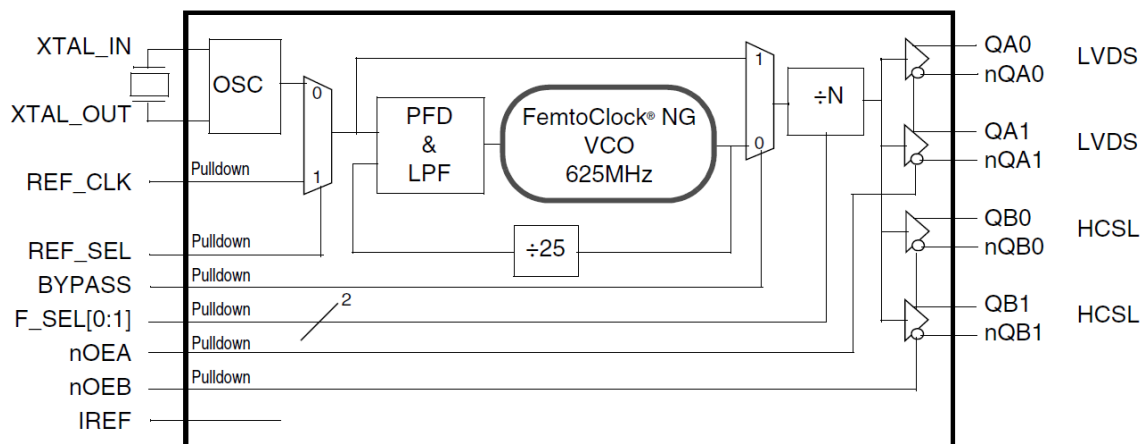 XTAL_IN
OSC
XTAL_OUT
0
1
PFD
&
LPF
FemtoClock® NG
VCO
625MHz
1
0
÷N
÷25
REF_CLK
Pulldown
REF_SEL
Pulldown
BYPASS
Pulldown
F_SEL[0:1]
Pulldown
2
nOEA
Pulldown
nOEB
Pulldown
IREF
QA0
nQA0
LVDS
QA1
nQA1
LVDS
QB0
nQB0
HCSL
QB1
nQB1
HCSL